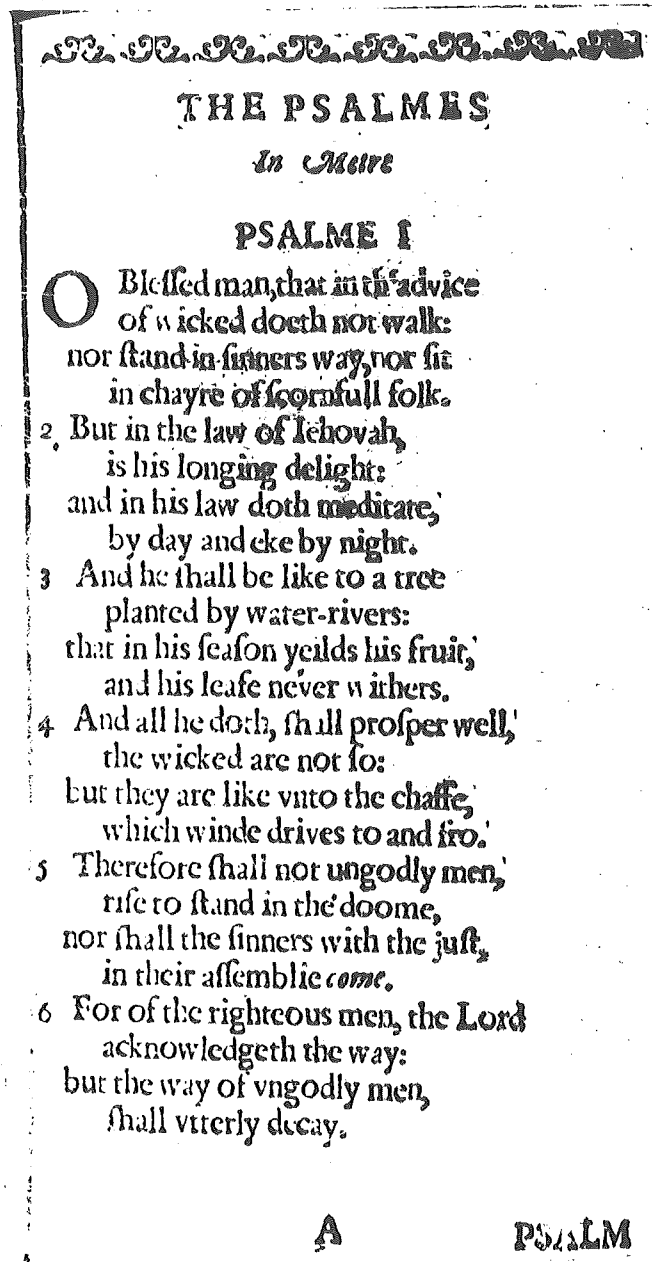 THE PSALMES
In Metre
PSALME I
O Blessed man, that in th'advice
of wicked doeth not walk:
nor ſtand in ſinners way, nor ſit
in chayre of ſcornfull folk.
2 But in the law of Iehovah,
is his longing delight:
and in his law doth meditate,
by day and eke by night.
3 And he ſhall be like to a tree
planted by water-rivers:
that in his ſeaſon yeilds his fruit,
and his leafe never withers.
4 And all he doth, ſhall proſper well,
the wicked are not ſo:
but they are like vnto the chaffe,
which winde drives to and fro.
5 Therefore ſhall not ungodly men,
riſe to ſtand in the doome,
nor ſhall the ſinners with the juſt,
in their aſſemblie come.
6 For of the righteous men, the Lord
acknowledgeth the way:
but the way of vngodly men,
ſhall vtterly decay.
A PSALM